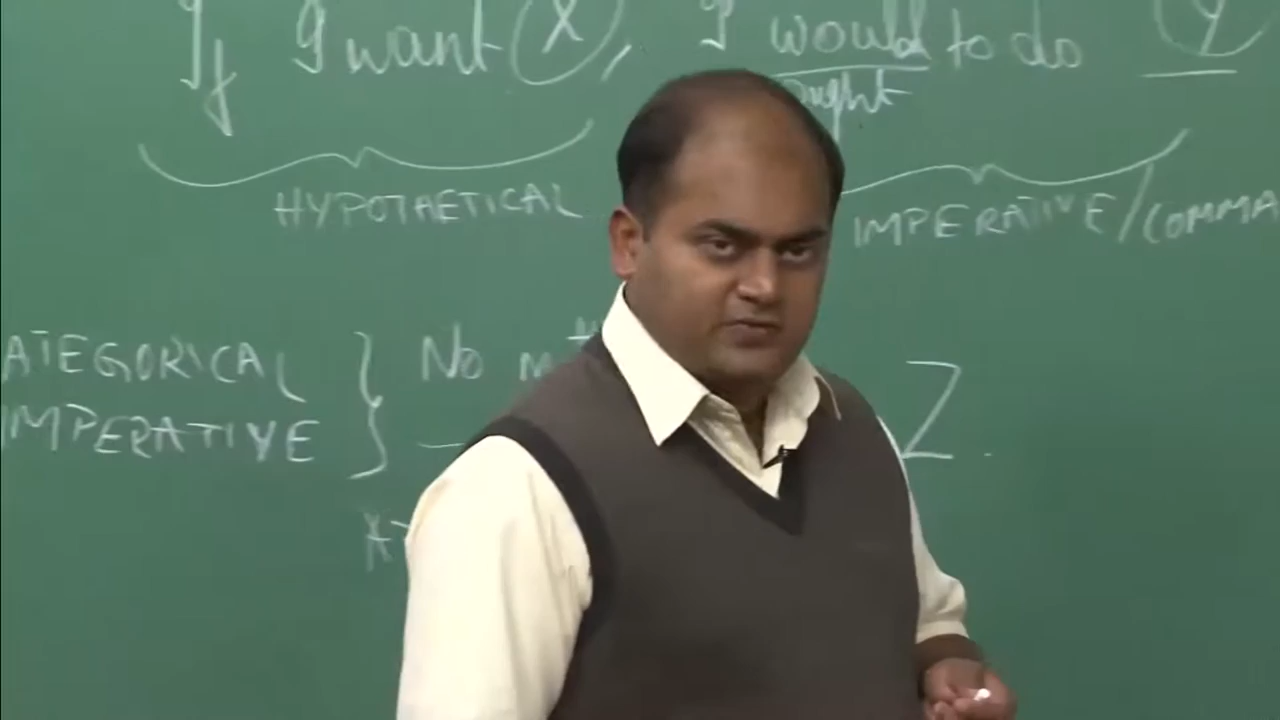 If I want X, I would to do Y
ought
HYPOTHETICAL IMPERATIVE/COMMA
ATEGORICAL } No Z.
IMPERATIVE